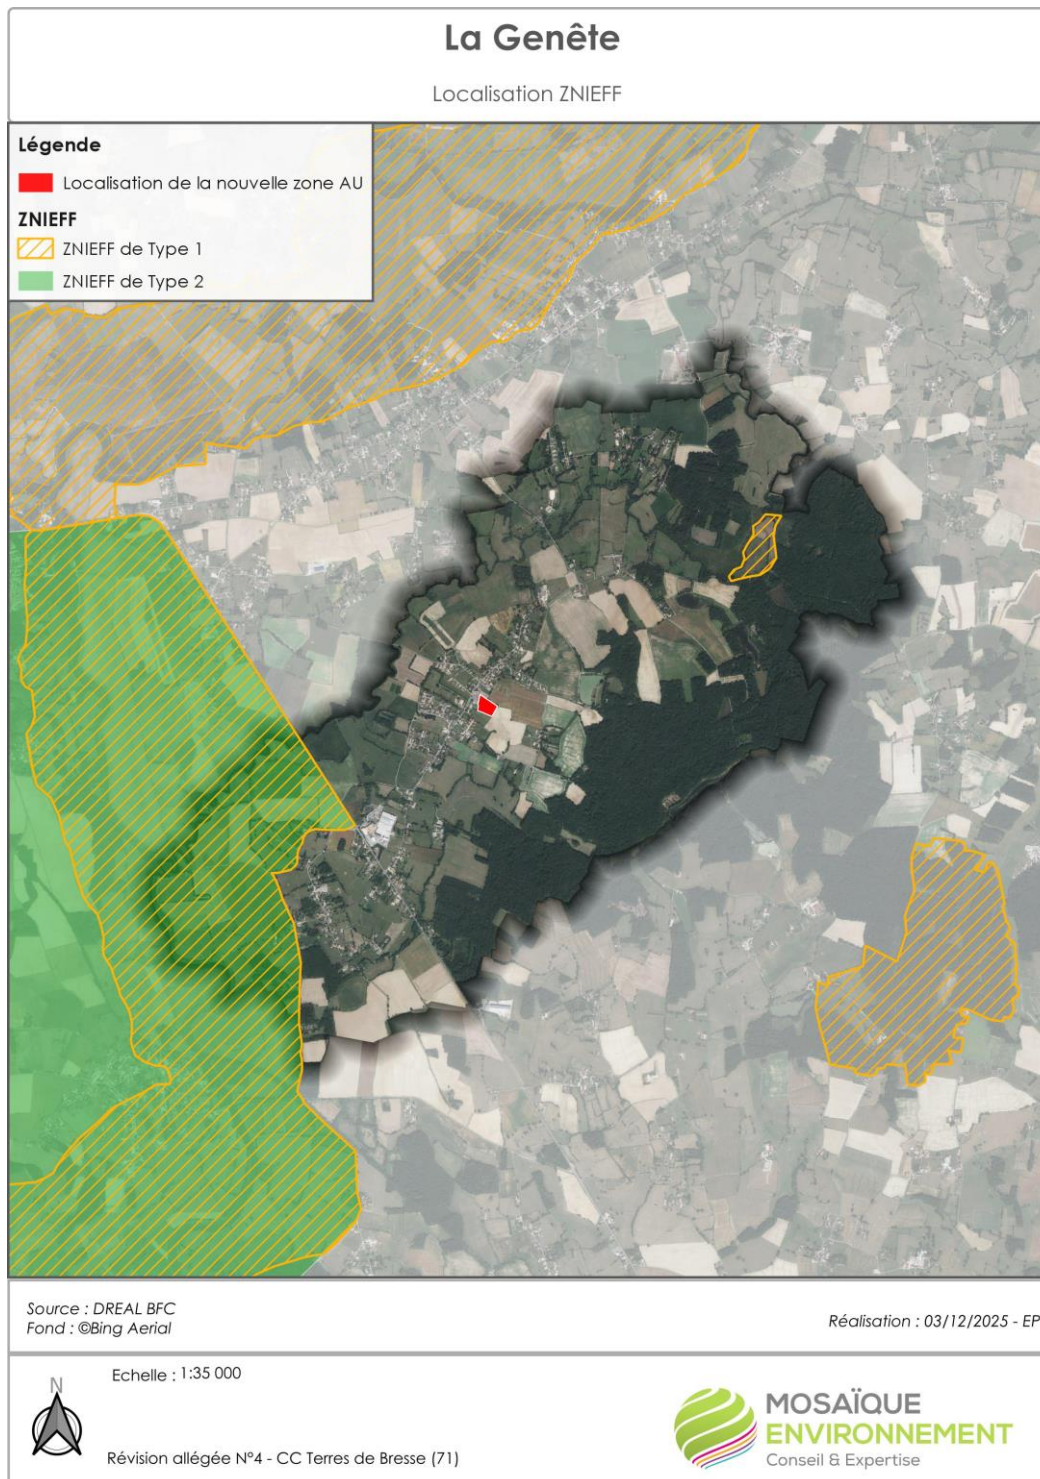 La Genête
Localisation ZNIEFF
Légende
Localisation de la nouvelle zone AU
ZNIEFF
ZNIEFF de Type 1
ZNIEFF de Type 2
Source : DREAL BFC
Fond : ©Bing Aerial
Réalisation : 03/12/2025 - EP
N
Echelle : 1:35 000
Révision allégée N°4 - CC Terres de Bresse (71)
MOSAÏQUE
ENVIRONNEMENT
Conseil & Expertise